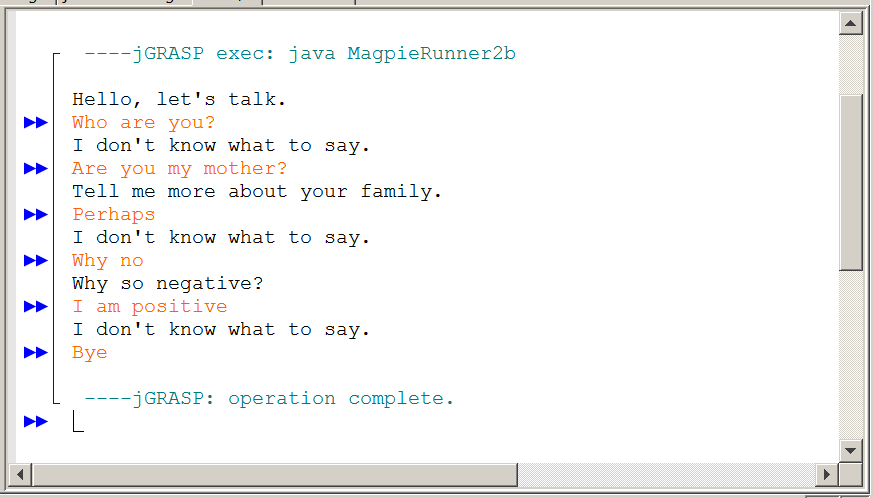 ----jGRASP exec: java MagpieRunner2b
Hello, let's talk.
Who are you?
I don't know what to say.
Are you my mother?
Tell me more about your family.
Perhaps
I don't know what to say.
Why no
Why so negative?
I am positive
I don't know what to say.
Bye
----jGRASP: operation complete.